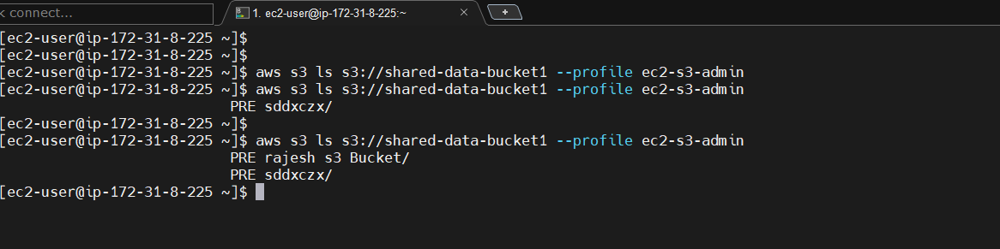 < connect...
1. ec2-user@ip-172-31-8-225:~
[ec2-user@ip-172-31-8-225 ~]$
[ec2-user@ip-172-31-8-225 ~]$
[ec2-user@ip-172-31-8-225 ~]$ aws s3 ls s3://shared-data-bucket1 --profile ec2-s3-admin
[ec2-user@ip-172-31-8-225 ~]$ aws s3 ls s3://shared-data-bucket1 --profile ec2-s3-admin
PRE sddxczx/
[ec2-user@ip-172-31-8-225 ~]$
[ec2-user@ip-172-31-8-225 ~]$ aws s3 ls s3://shared-data-bucket1 --profile ec2-s3-admin
PRE rajesh s3 Bucket/
PRE sddxczx/
[ec2-user@ip-172-31-8-225 ~]$